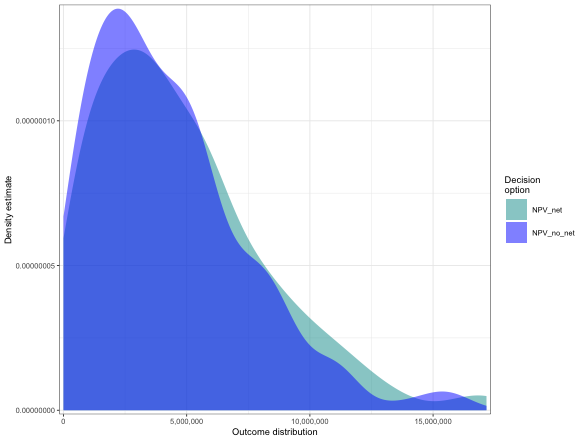 Density estimate
0.00000010
0.00000005
0.00000000
0
5,000,000
10,000,000
15,000,000
Outcome distribution
Decision
option
NPV_net
NPV_no_net